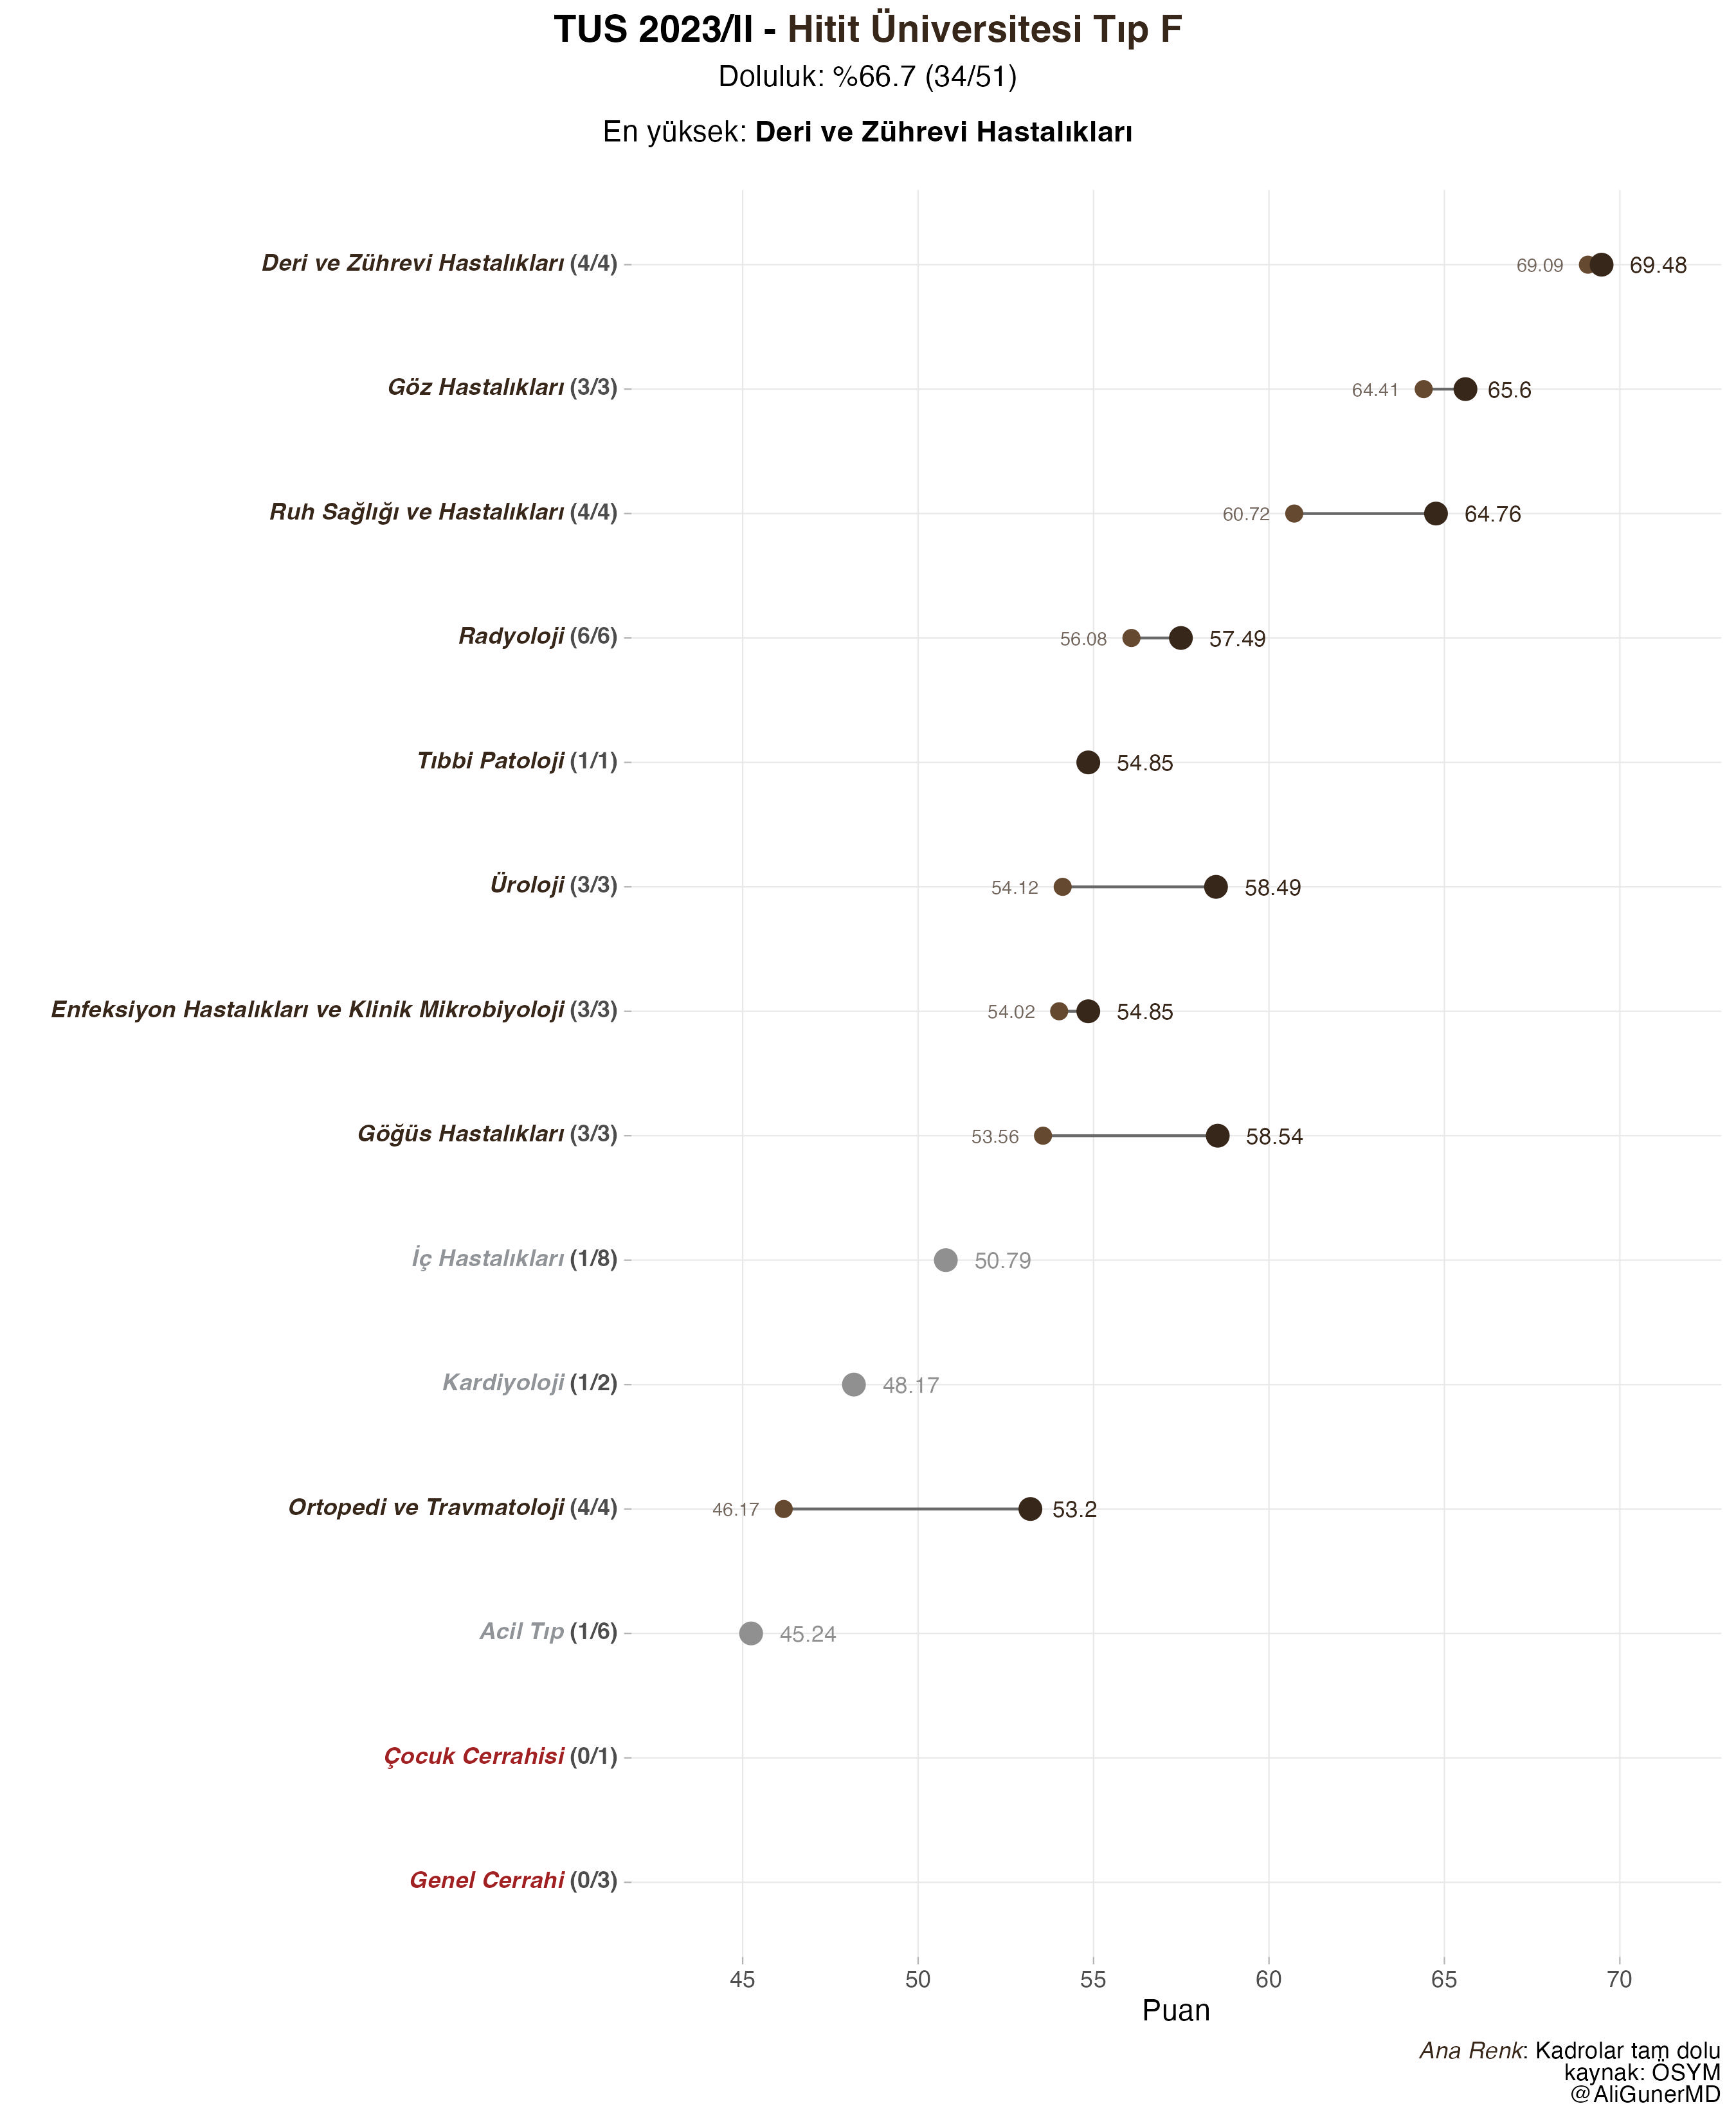 TUS 2023/II - Hitit Üniversitesi Tıp F
Doluluk: %66.7 (34/51)
En yüksek: Deri ve Zührevi Hastalıkları
Deri ve Zührevi Hastalıkları (4/4) 69.09 69.48
Göz Hastalıkları (3/3) 64.41 65.6
Ruh Sağlığı ve Hastalıkları (4/4) 60.72 64.76
Radyoloji (6/6) 56.08 57.49
Tıbbi Patoloji (1/1) 54.85
Üroloji (3/3) 54.12 58.49
Enfeksiyon Hastalıkları ve Klinik Mikrobiyoloji (3/3) 54.02 54.85
Göğüs Hastalıkları (3/3) 53.56 58.54
İç Hastalıkları (1/8) 50.79
Kardiyoloji (1/2) 48.17
Ortopedi ve Travmatoloji (4/4) 46.17 53.2
Acil Tıp (1/6) 45.24
Çocuk Cerrahisi (0/1)
Genel Cerrahi (0/3)
45 50 55 60 65 70
Puan
Ana Renk: Kadrolar tam dolu
kaynak: ÖSYM
@AliGunerMD